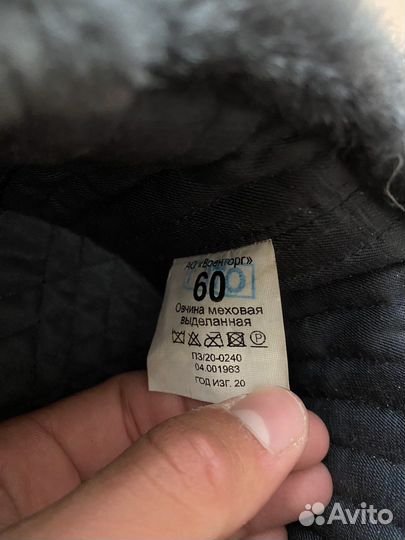 АО «Военторг»
60
Овчина меховая
выделанная
P
ПЗ/20-0240
04.001963
ГОД ИЗГ. 20
Avito